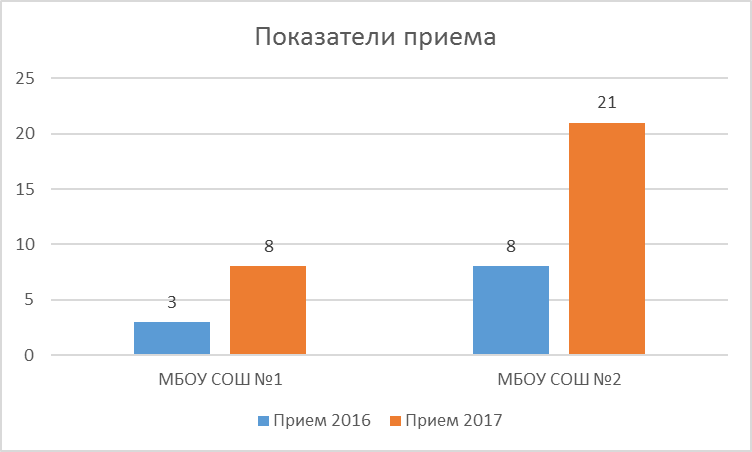 Показатели приема
25
20
15
10
5
0
3
8
8
21
МБОУ СОШ №1
МБОУ СОШ №2
Прием 2016
Прием 2017